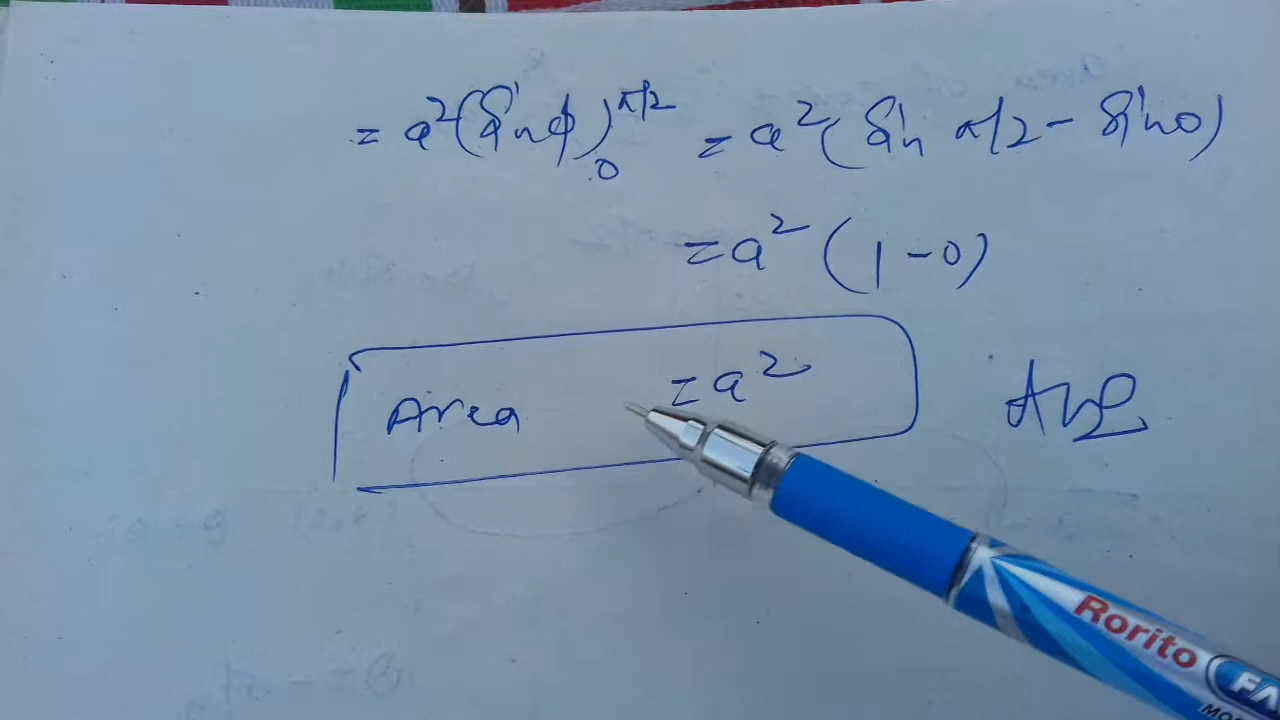 = a²(Sinφ)₀^π/2 = a²(Sin π/2 - Sin0)
= a² (1-0)
Area = a² Ans
Rorito